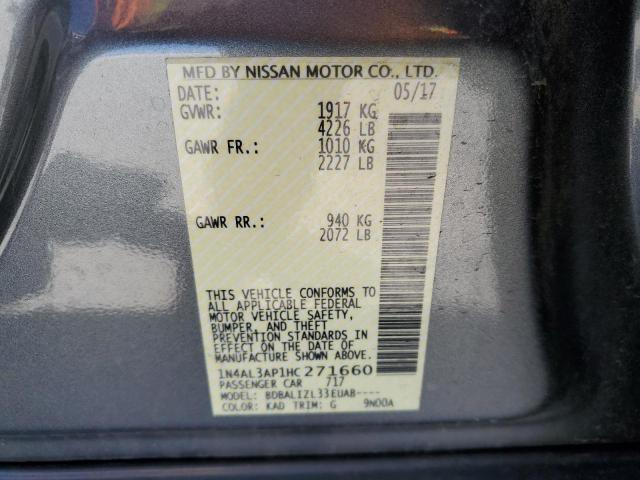 MFD BY NISSAN MOTOR CO., LTD.
DATE: 05/17
GVWR: 1917 KG
4226 LB
GAWR FR.: 1010 KG
2227 LB
GAWR RR.: 940 KG
2072 LB
THIS VEHICLE CONFORMS TO
ALL APPLICABLE FEDERAL
MOTOR VEHICLE SAFETY,
BUMPER, AND THEFT
PREVENTION STANDARDS IN
EFFECT ON THE DATE OF
MANUFACTURE SHOWN ABOVE.
1N4AL3AP1HC271660
PASSENGER CAR 717
MODEL: BDBALIZL33EUAB----
COLOR: KAD TRIM: G 9N00A